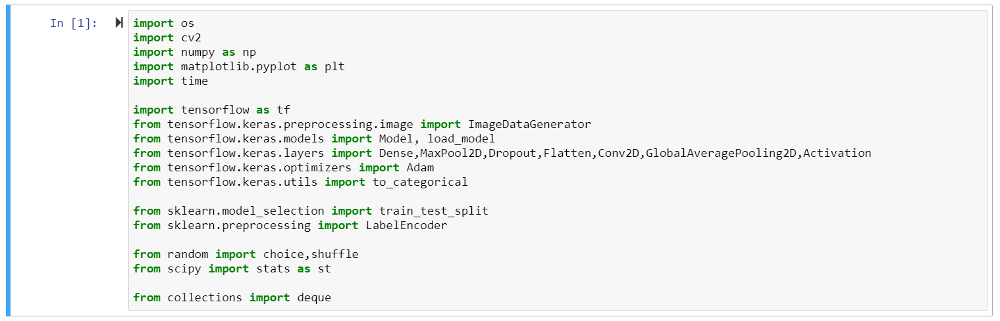 In [1]:
import os
import cv2
import numpy as np
import matplotlib.pyplot as plt
import time
import tensorflow as tf
from tensorflow.keras.preprocessing.image import ImageDataGenerator
from tensorflow.keras.models import Model, load_model
from tensorflow.keras.layers import Dense,MaxPool2D,Dropout,Flatten,Conv2D,GlobalAveragePooling2D,Activation
from tensorflow.keras.optimizers import Adam
from tensorflow.keras.utils import to_categorical
from sklearn.model_selection import train_test_split
from sklearn.preprocessing import LabelEncoder
from random import choice,shuffle
from scipy import stats as st
from collections import deque